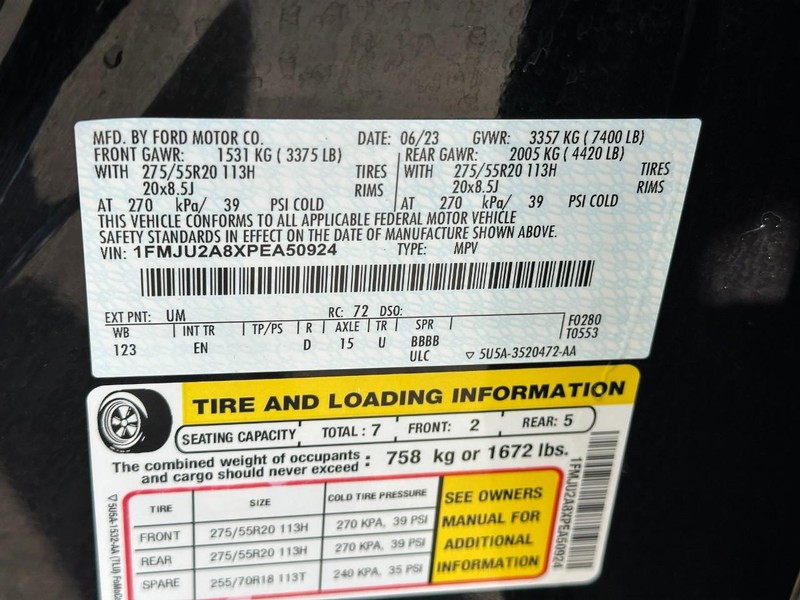 MFD. BY FORD MOTOR CO. DATE: 06/23 GVWR: 3357 KG ( 7400 LB)
FRONT GAWR: 1531 KG ( 3375 LB) REAR GAWR: 2005 KG ( 4420 LB)
WITH 275/55R20 113H TIRES WITH 275/55R20 113H TIRES
20x8.5J RIMS 20x8.5J RIMS
AT 270 kPa/ 39 PSI COLD AT 270 kPa/ 39 PSI COLD
THIS VEHICLE CONFORMS TO ALL APPLICABLE FEDERAL MOTOR VEHICLE
SAFETY STANDARDS IN EFFECT ON THE DATE OF MANUFACTURE SHOWN ABOVE.
VIN: 1FMJU2A8XPEA50924 TYPE: MPV
EXT PNT: UM RC: 72 DSO: F0280
WB INT TR TP/PS R AXLE TR SPR T0553
123 EN D 15 U BBBB
ULC ▽ 5U5A-3520472-AA
TIRE AND LOADING INFORMATION
SEATING CAPACITY TOTAL : 7 FRONT: 2 REAR: 5
The combined weight of occupants and cargo should never exceed : 758 kg or 1672 lbs.
TIRE SIZE COLD TIRE PRESSURE
FRONT 275/55R20 113H 270 KPA, 39 PSI
REAR 275/55R20 113H 270 KPA, 39 PSI
SPARE 255/70R18 113T 240 KPA, 35 PSI
SEE OWNERS
MANUAL FOR
ADDITIONAL
INFORMATION
1FMJU2A8XPEA50924
▽ 5U5A-1532-AA (TLU) FoMoCo